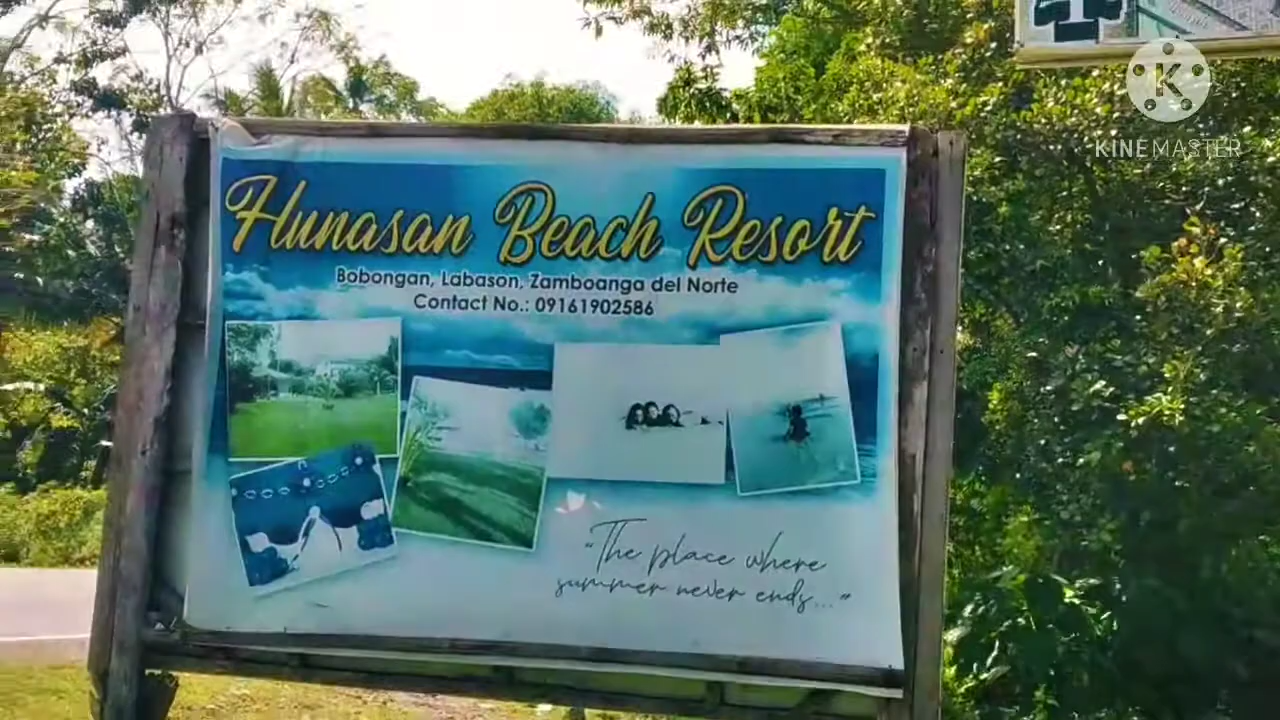 K
KINEMASTER
Hunasan Beach Resort
Bobongan, Labason, Zamboanga del Norte
Contact No.: 09161902586
"The place where
summer never ends..."